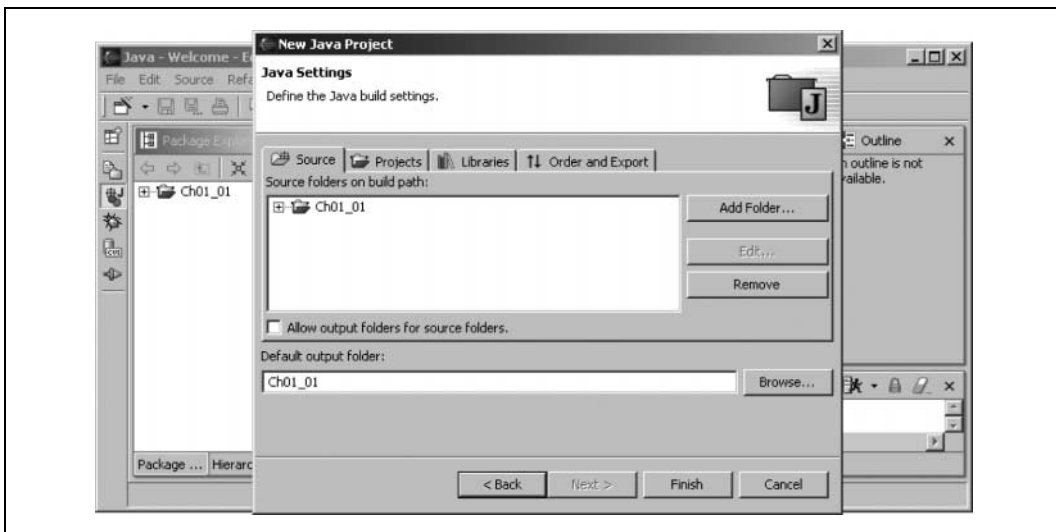 Java - Welcome - E
New Java Project
File Edit Source Refa
Java Settings
Define the Java build settings.
J
Package Explo
Outline
n outline is not
vailable.
Source
Projects
Libraries
Order and Export
Source folders on build path:
Ch01_01
Ch01_01
Add Folder...
Edit...
Remove
Allow output folders for source folders.
Default output folder:
Ch01_01
Browse...
Package ...
Hierarc
< Back
Next >
Finish
Cancel